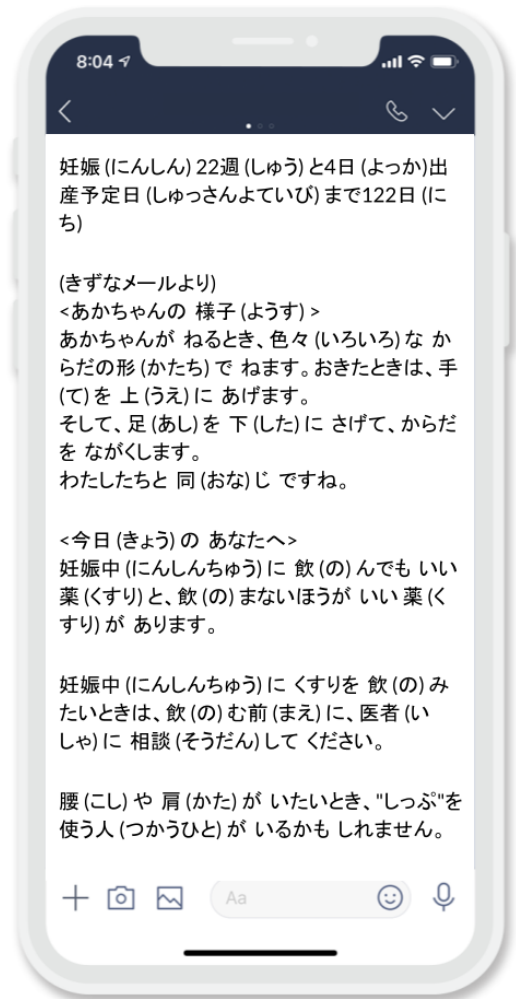 8:04
妊娠(にんしん)22週(しゅう)と4日(よっか)出
産予定日(しゅっさんよていび)まで122日(に
ち)
(きずなメールより)
<あかちゃんの 様子(ようす)>
あかちゃんが ねるとき、色々(いろいろ)な か
らだの形(かたち)で ねます。おきたときは、手
(て)を 上(うえ)に あげます。
そして、足(あし)を 下(した)に さげて、からだ
を ながくします。
わたしたちと 同(おな)じ ですね。
<今日(きょう)の あなたへ>
妊娠中(にんしんちゅう)に 飲(の)んでも いい
薬(くすり)と、飲(の)まないほうが いい 薬(く
すり)が あります。
妊娠中(にんしんちゅう)に くすりを 飲(の)み
たいときは、飲(の)む前(まえ)に、医者(い
しゃ)に 相談(そうだん)して ください。
腰(こし)や 肩(かた)が いたいとき、"しっぷ"を
使う人(つかうひと)が いるかも しれません。
Aa